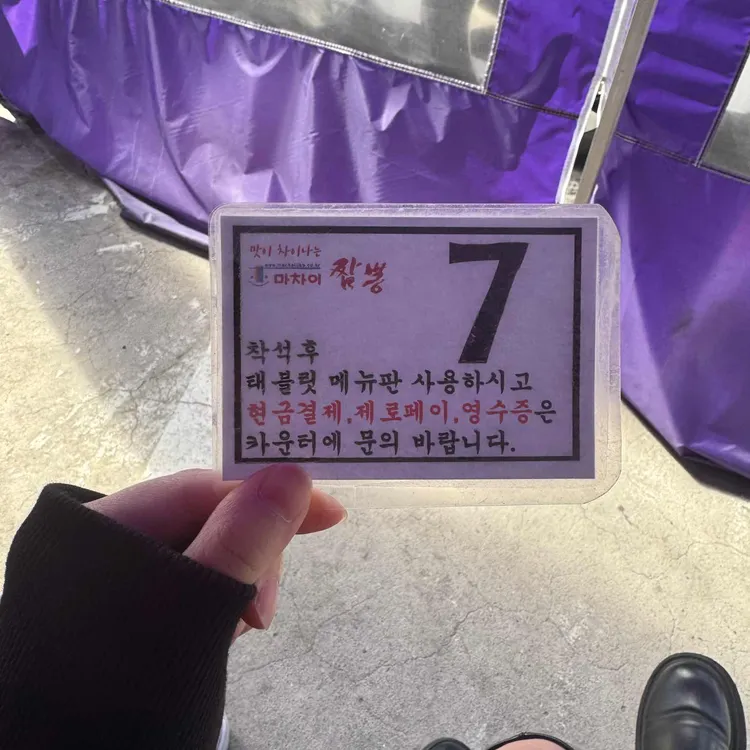 맛이 차이나는
마차이 짬뽕
7
착석후
태블릿 메뉴판 사용하시고
현금결제,제로페이,영수증은
카운터에 문의 바랍니다.